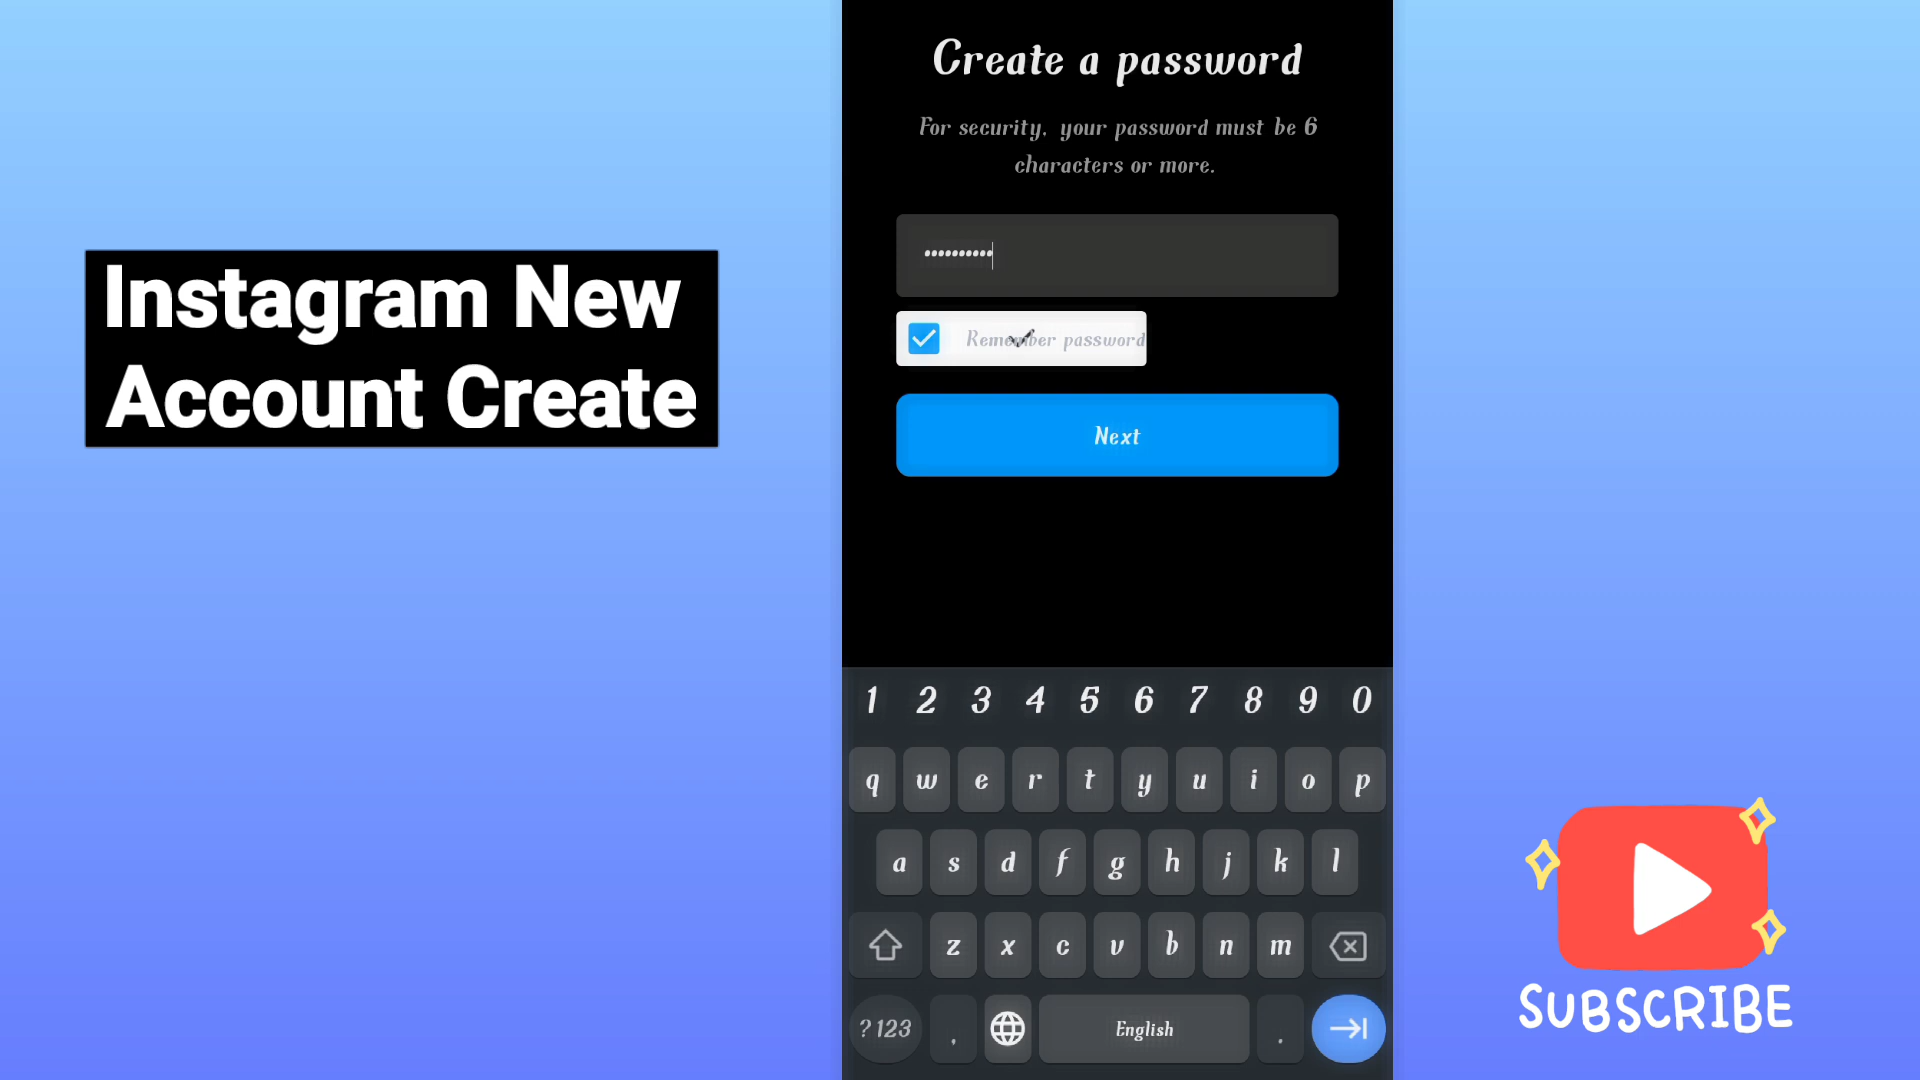 Instagram New
Account Create
Create a password
For security, your password must be 6
characters or more.
••••••••••
Remember password
Next
1 2 3 4 5 6 7 8 9 0
q w e r t y u i o p
a s d f g h j k l
z x c v b n m
?123 , English .
SUBSCRIBE